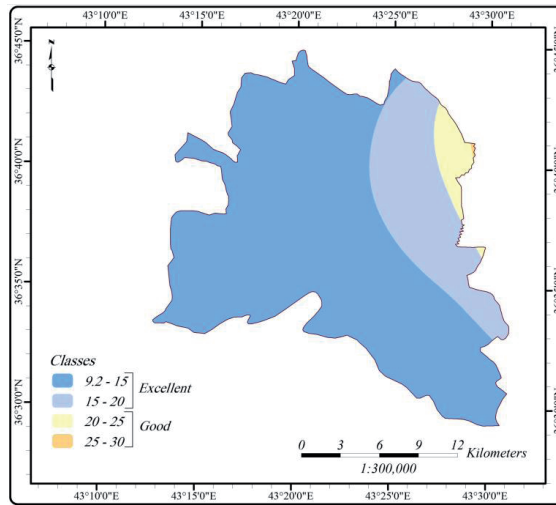 43°10'0"E 43°15'0"E 43°20'0"E 43°25'0"E 43°30'0"E
36°45'0"N
36°40'0"N
36°35'0"N
36°30'0"N
N
Classes
9.2 - 15
15 - 20
Excellent
20 - 25
25 - 30
Good
0 3 6 9 12
Kilometers
1:300,000
43°10'0"E 43°15'0"E 43°20'0"E 43°25'0"E 43°30'0"E